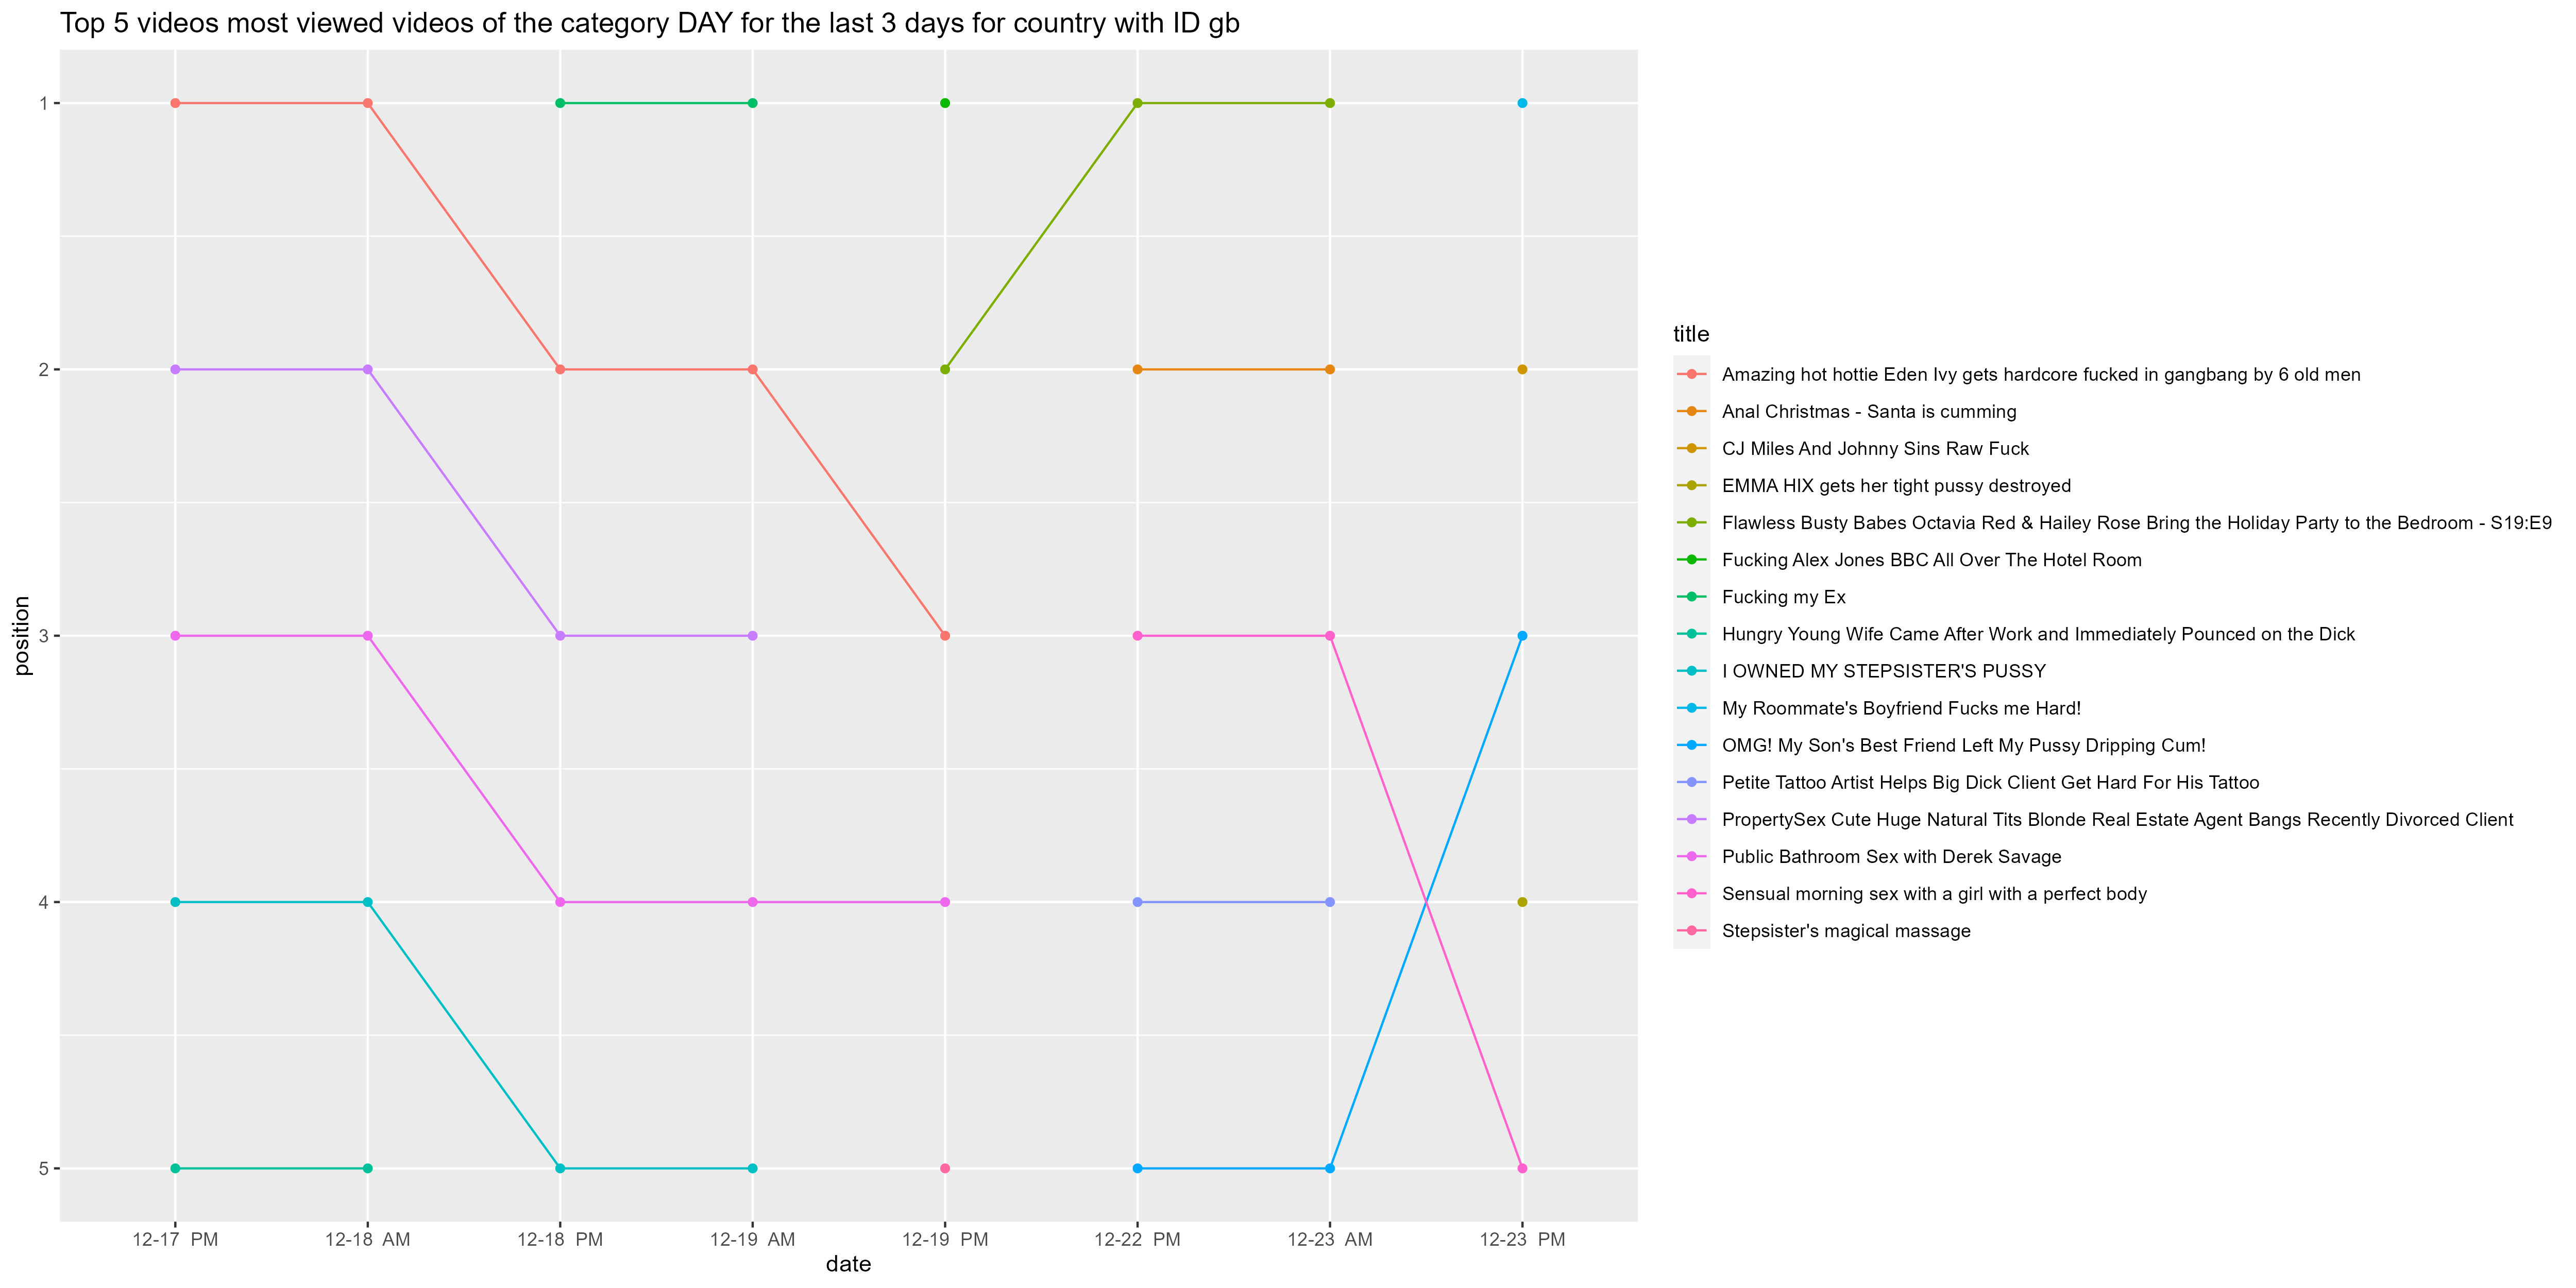 Top 5 videos most viewed videos of the category DAY for the last 3 days for country with ID gb
position
1
2
3
4
5
12-17 PM
12-18 AM
12-18 PM
12-19 AM
12-19 PM
12-22 PM
12-23 AM
12-23 PM
date
title
Amazing hot hottie Eden Ivy gets hardcore fucked in gangbang by 6 old men
Anal Christmas - Santa is cumming
CJ Miles And Johnny Sins Raw Fuck
EMMA HIX gets her tight pussy destroyed
Flawless Busty Babes Octavia Red & Hailey Rose Bring the Holiday Party to the Bedroom - S19:E9
Fucking Alex Jones BBC All Over The Hotel Room
Fucking my Ex
Hungry Young Wife Came After Work and Immediately Pounced on the Dick
I OWNED MY STEPSISTER'S PUSSY
My Roommate's Boyfriend Fucks me Hard!
OMG! My Son's Best Friend Left My Pussy Dripping Cum!
Petite Tattoo Artist Helps Big Dick Client Get Hard For His Tattoo
PropertySex Cute Huge Natural Tits Blonde Real Estate Agent Bangs Recently Divorced Client
Public Bathroom Sex with Derek Savage
Sensual morning sex with a girl with a perfect body
Stepsister's magical massage